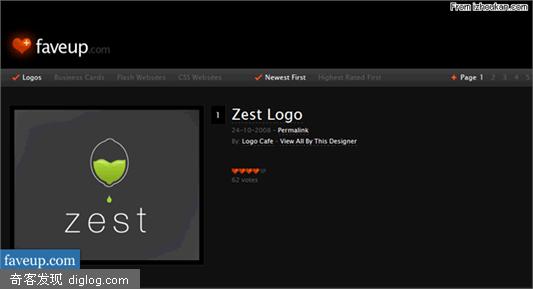 From izhoukan.com
faveup.com
Logos Business Cards Flash Websites CSS Websites Newest First Highest Rated First Page 1 2 3 4 5
1 Zest Logo
24-10-2008 - Permalink
By Logo Cafe - View All By This Designer
62 votes
zest
faveup.com
奇客发现 diglog.com